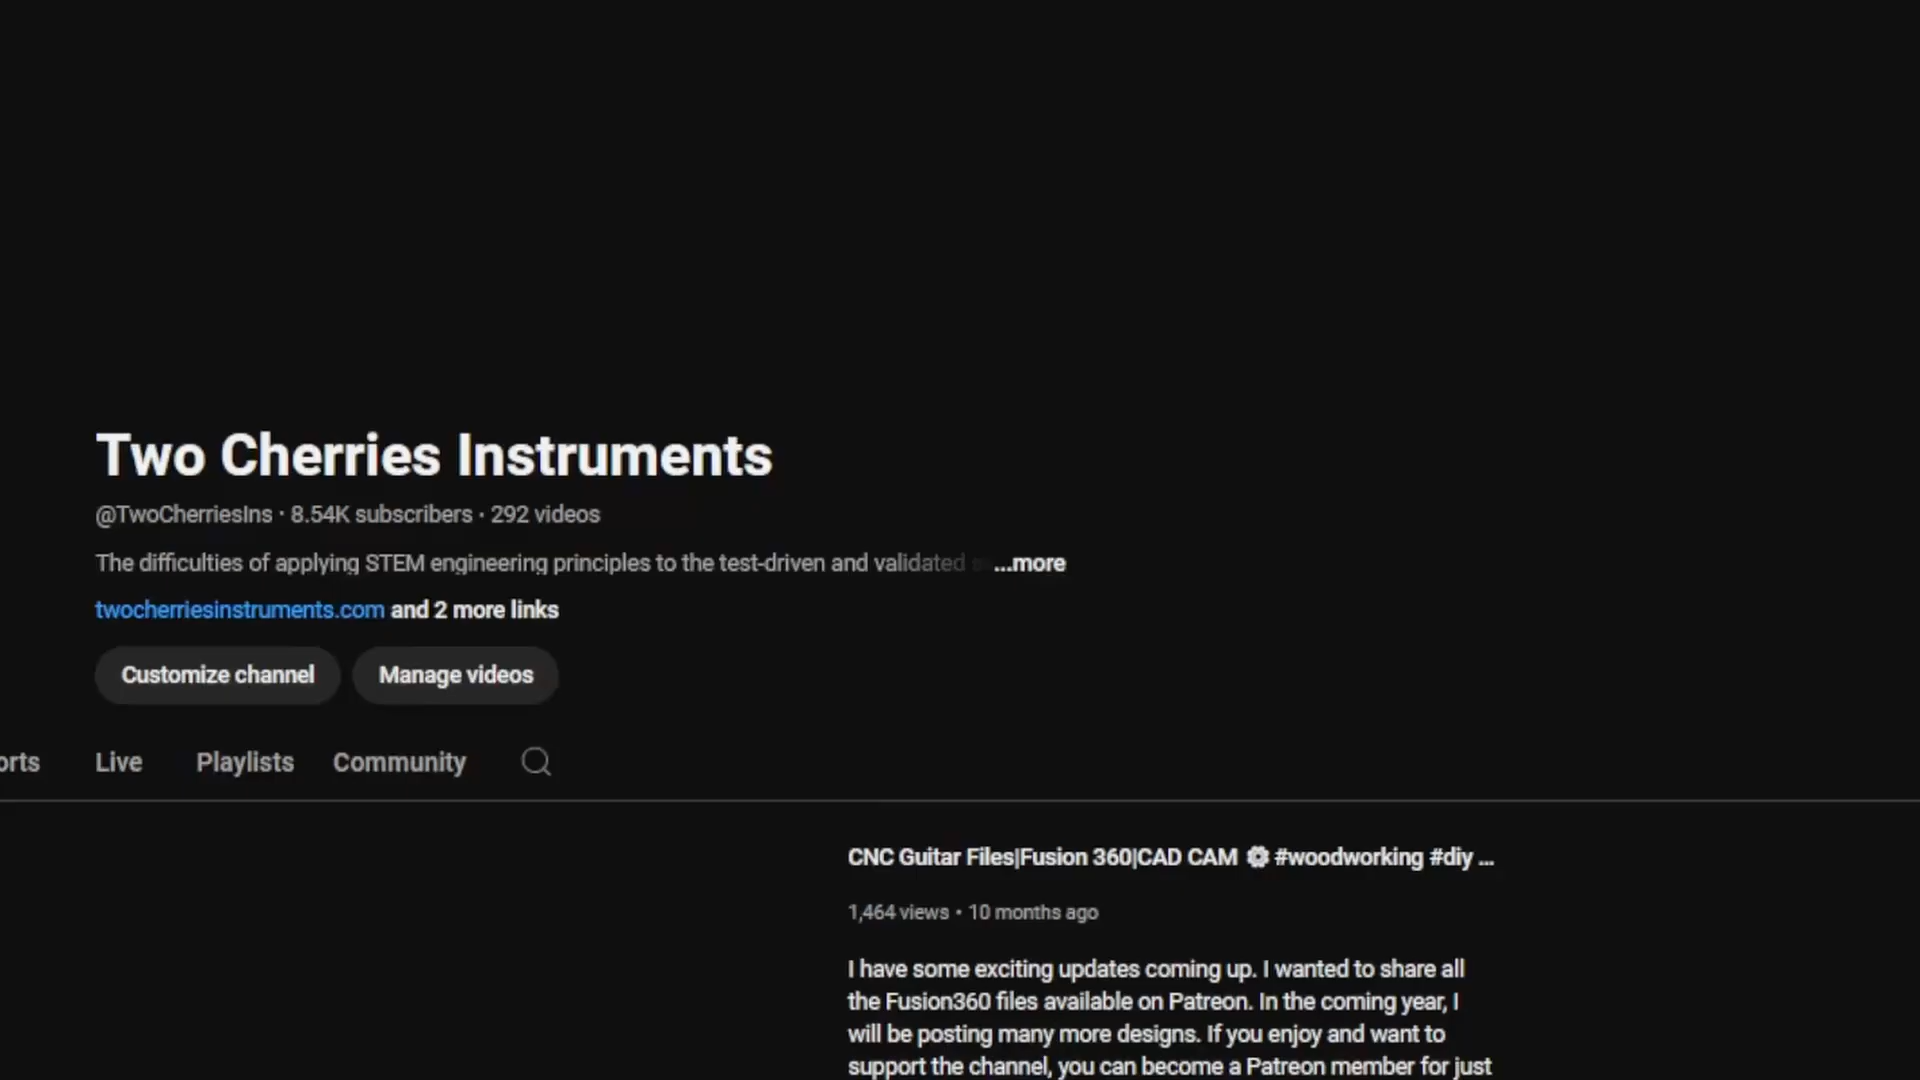 Two Cherries Instruments
@TwoCherriesIns · 8.54K subscribers · 292 videos
The difficulties of applying STEM engineering principles to the test-driven and validated ...more
twocherriesinstruments.com and 2 more links
Customize channel Manage videos
orts Live Playlists Community
CNC Guitar Files|Fusion 360|CAD CAM #woodworking #diy ...
1,464 views • 10 months ago
I have some exciting updates coming up. I wanted to share all
the Fusion360 files available on Patreon. In the coming year, I
will be posting many more designs. If you enjoy and want to
support the channel, you can become a Patreon member for just